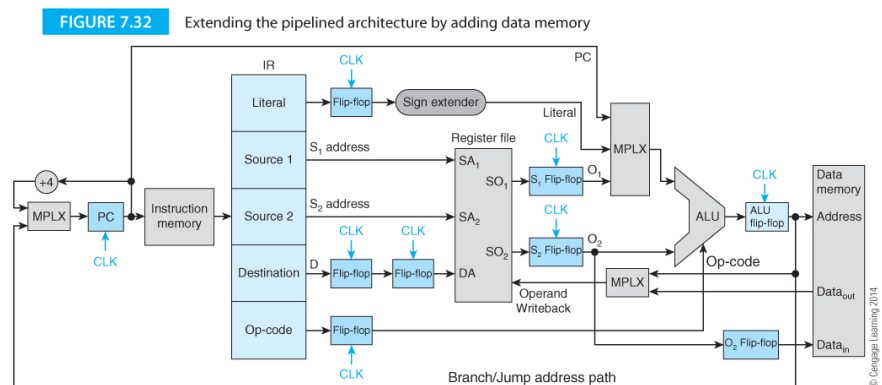 FIGURE 7.32 Extending the pipelined architecture by adding data memory
PC
IR
CLK
Literal
Flip-flop
Sign extender
Literal
S1 address
Source 1
Register file
SA1
SO1
CLK
S1 Flip-flop
O1
MPLX
+4
MPLX
PC
CLK
Instruction
memory
S2 address
Source 2
SA2
SO2
CLK
S2 Flip-flop
O2
ALU
CLK
ALU
flip-flop
Data
memory
Address
Destination
D
CLK
Flip-flop
CLK
Flip-flop
DA
Op-code
MPLX
Operand
Writeback
Dataout
Op-code
Flip-flop
CLK
O2 Flip-flop
Datain
Branch/Jump address path
© Cengage Learning 2014